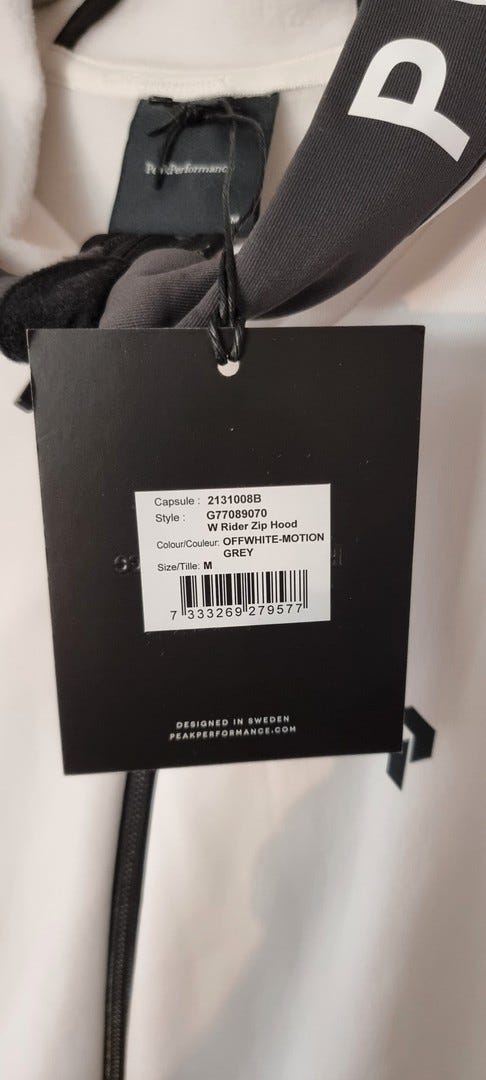 P
PeakPerformance
Capsule : 2131008B
Style : G77089070
W Rider Zip Hood
Colour/Couleur: OFFWHITE-MOTION
GREY
Size/Tille: M
7 333269 279577
DESIGNED IN SWEDEN
PEAKPERFORMANCE.COM